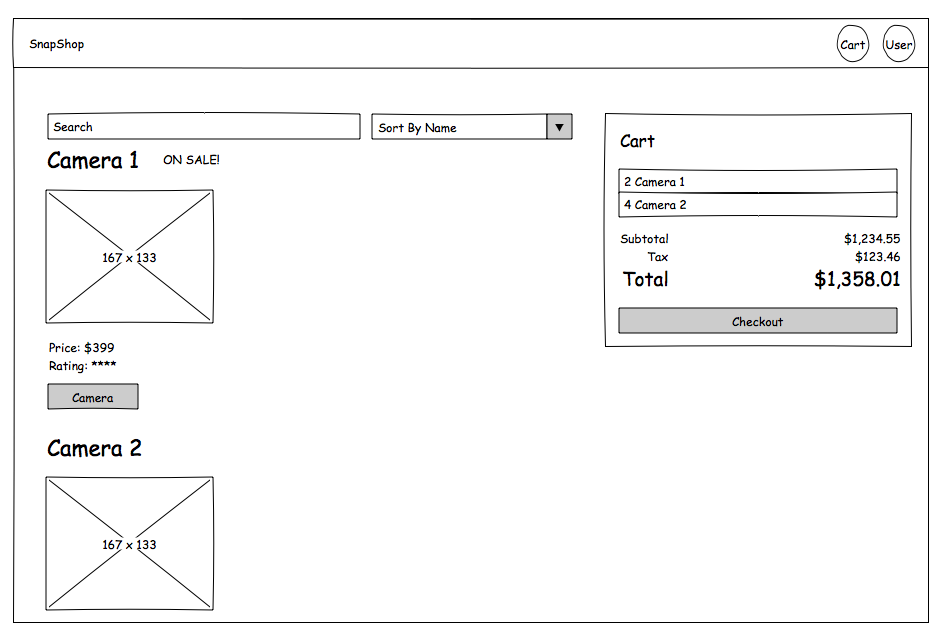 SnapShop
Cart
User
Search
Sort By Name ▼
Camera 1 ON SALE!
167 x 133
Price: $399
Rating: ****
Camera
Camera 2
167 x 133
Cart
2 Camera 1
4 Camera 2
Subtotal $1,234.55
Tax $123.46
Total $1,358.01
Checkout